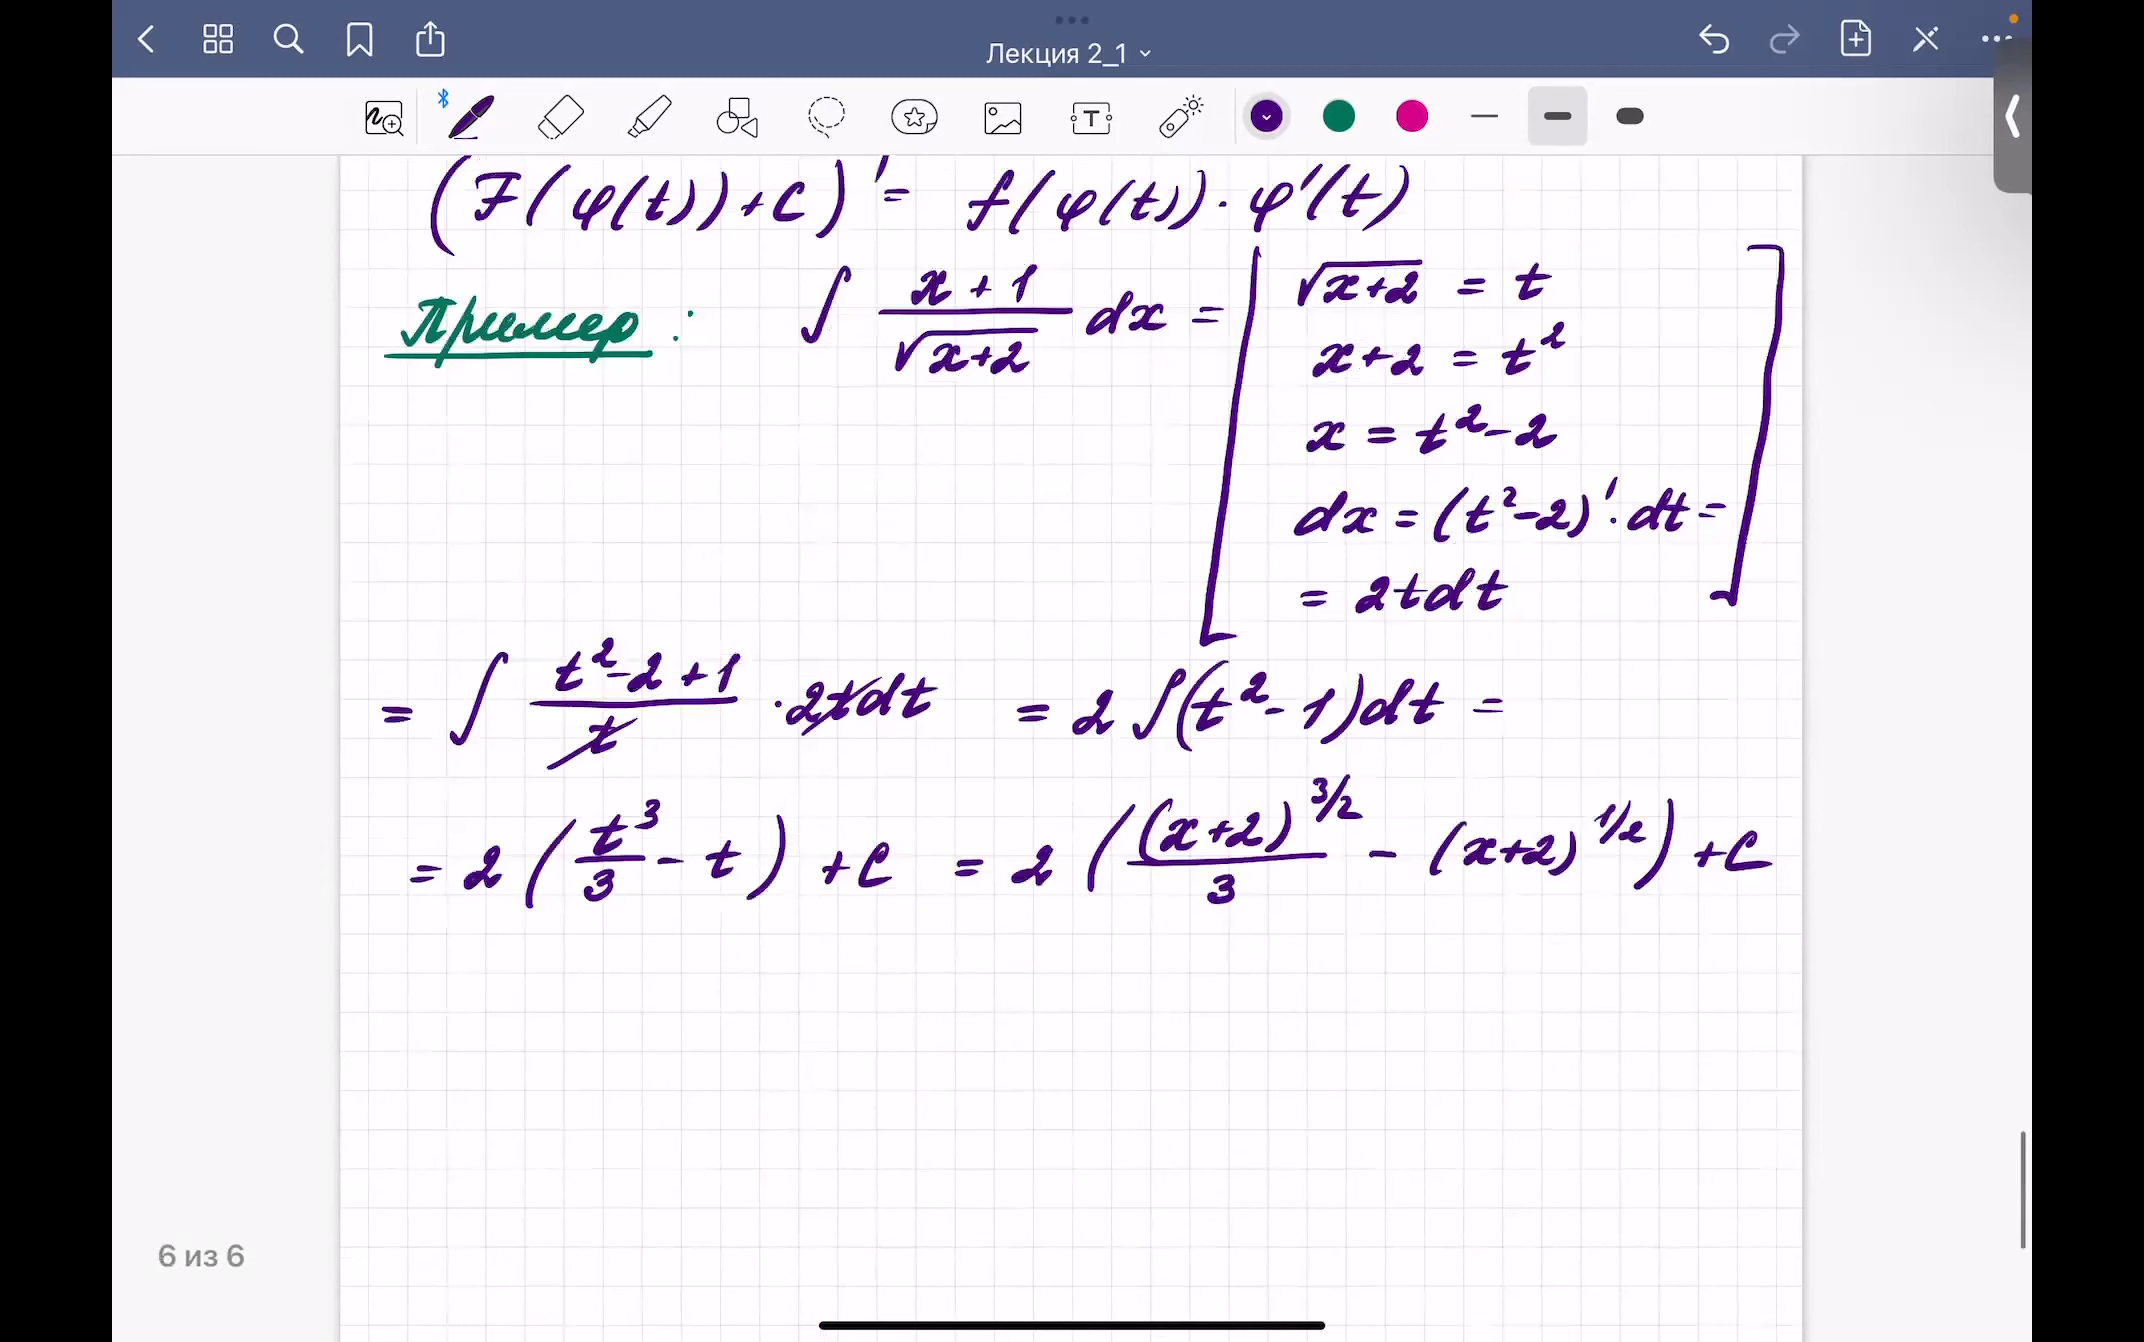 Лекция 2_1
(F(φ(t))+C)' = f(φ(t))·φ'(t)
Пример: ∫ (x+1)/√(x+2) dx = [ √(x+2) = t
x+2 = t²
x = t²-2
dx = (t²-2)'·dt =
= 2tdt ]
= ∫ (t²-2+1)/t · 2tdt = 2 ∫(t²-1)dt =
= 2 (t³/3 - t) + C = 2 ((x+2)^3/2 / 3 - (x+2)^1/2) + C
6 из 6